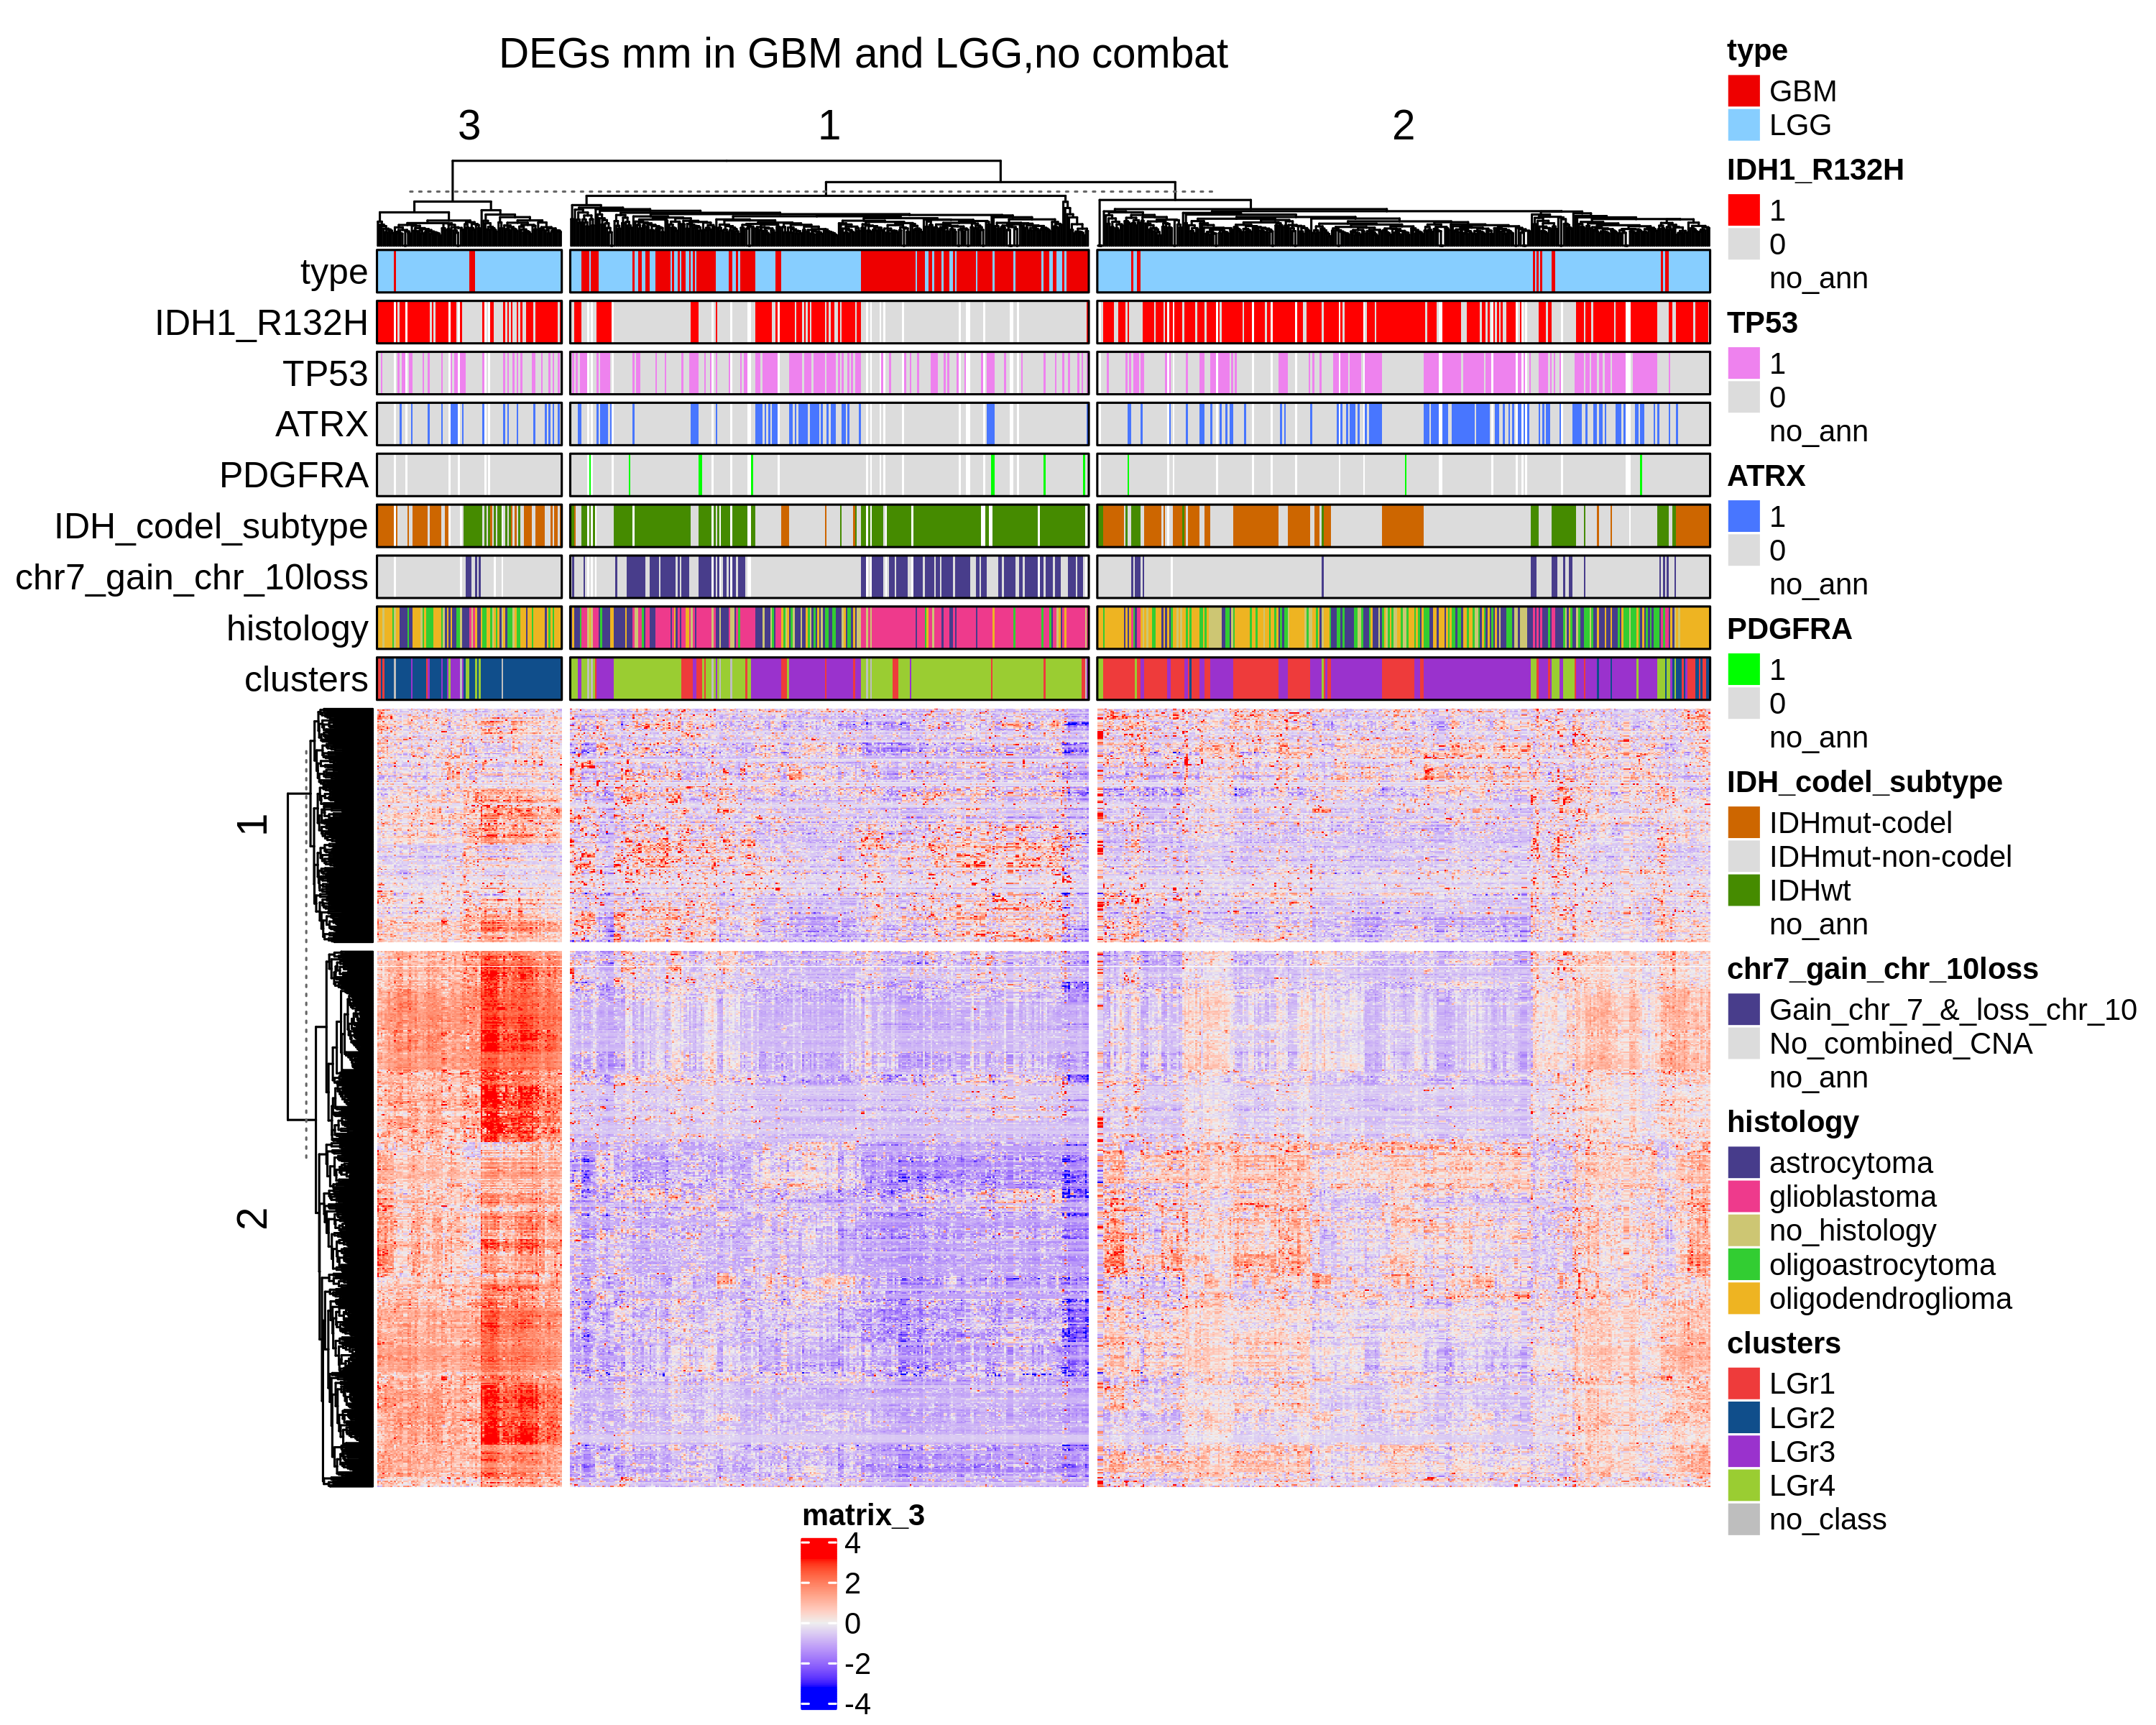 DEGs mm in GBM and LGG,no combat
3 1 2
type
IDH1_R132H
TP53
ATRX
PDGFRA
IDH_codel_subtype
chr7_gain_chr_10loss
histology
clusters
1
2
matrix_3
4
2
0
-2
-4
type
GBM
LGG
IDH1_R132H
1
0
no_ann
TP53
1
0
no_ann
ATRX
1
0
no_ann
PDGFRA
1
0
no_ann
IDH_codel_subtype
IDHmut-codel
IDHmut-non-codel
IDHwt
no_ann
chr7_gain_chr_10loss
Gain_chr_7_&_loss_chr_10
No_combined_CNA
no_ann
histology
astrocytoma
glioblastoma
no_histology
oligoastrocytoma
oligodendroglioma
clusters
LGr1
LGr2
LGr3
LGr4
no_class